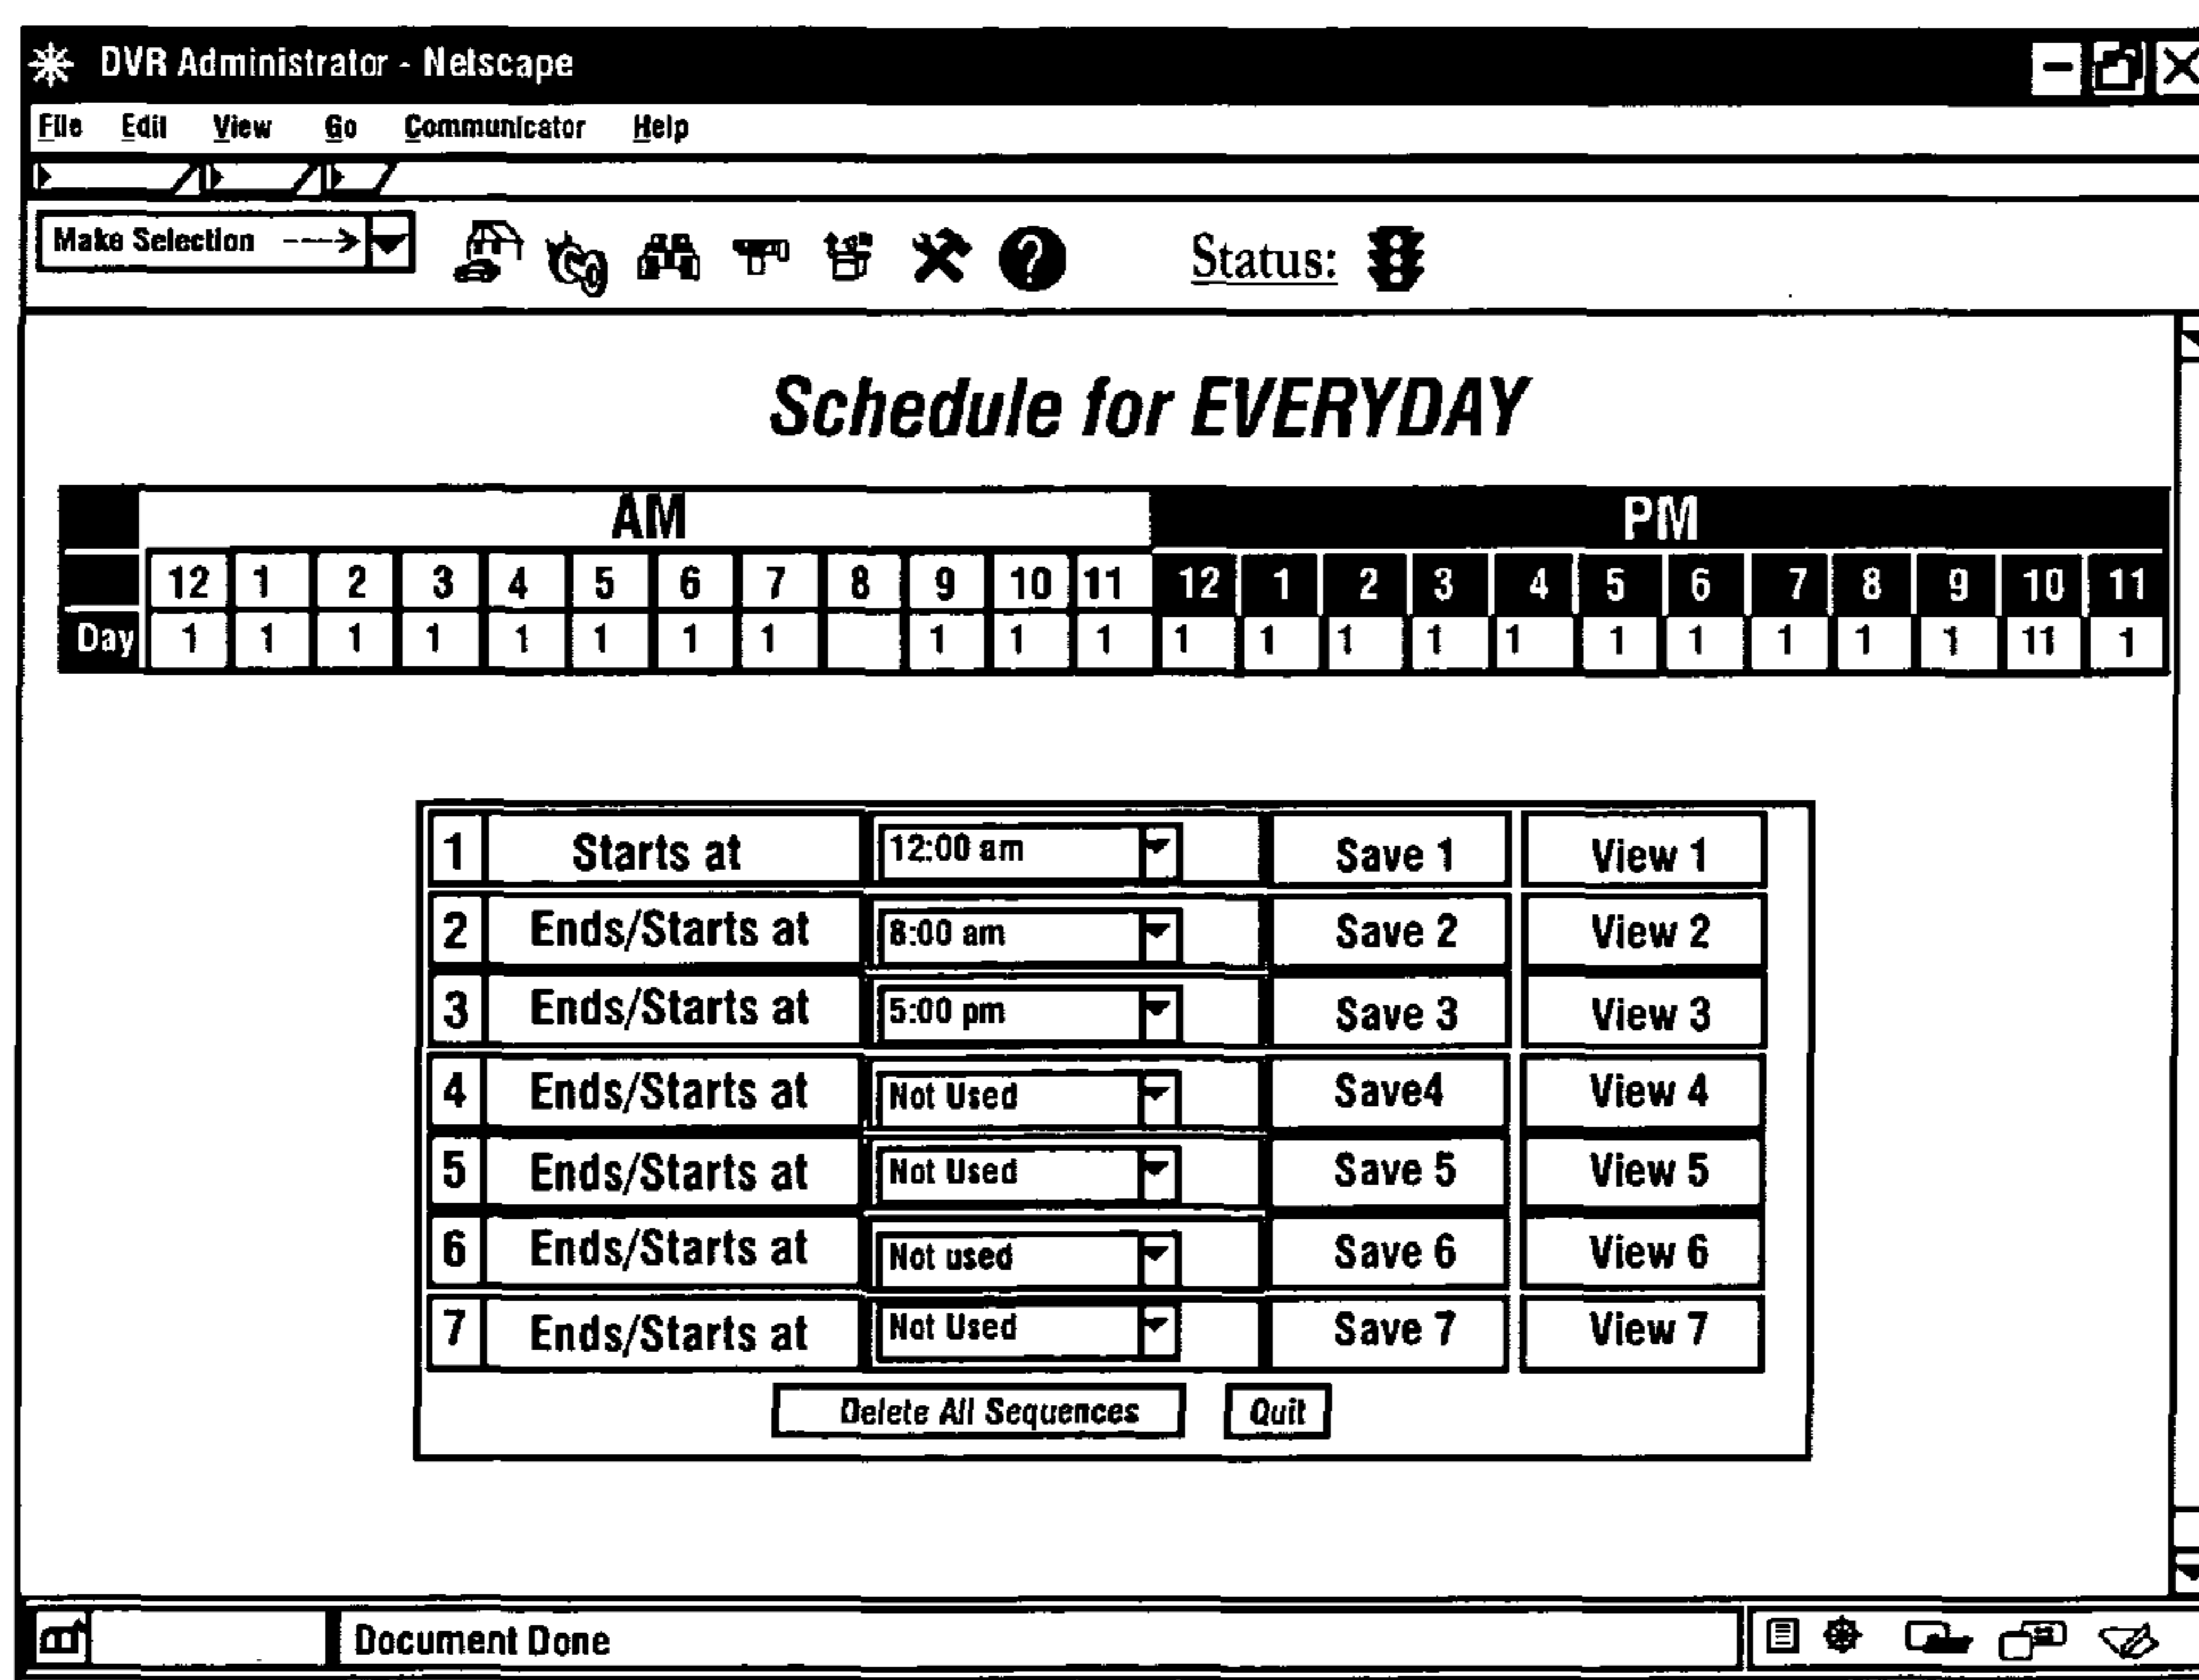 DVR Administrator - Netscape
File Edit View Go Communicator Help
Make Selection ---> Status:
Schedule for EVERYDAY
AM PM
12 1 2 3 4 5 6 7 8 9 10 11 12 1 2 3 4 5 6 7 8 9 10 11
Day 1 1 1 1 1 1 1 1 1 1 1 1 1 1 1 1 1 1 1 1 1 11 1
1 Starts at 12:00 am Save 1 View 1
2 Ends/Starts at 8:00 am Save 2 View 2
3 Ends/Starts at 5:00 pm Save 3 View 3
4 Ends/Starts at Not Used Save4 View 4
5 Ends/Starts at Not Used Save 5 View 5
6 Ends/Starts at Not used Save 6 View 6
7 Ends/Starts at Not Used Save 7 View 7
Delete All Sequences Quit
Document Done